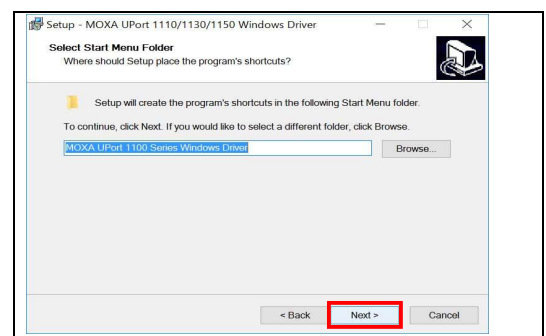 Setup - MOXA UPort 1110/1130/1150 Windows Driver
Select Start Menu Folder
Where should Setup place the program's shortcuts?
Setup will create the program's shortcuts in the following Start Menu folder.
To continue, click Next. If you would like to select a different folder, click Browse.
MOXA UPort 1100 Series Windows Driver
Browse...
< Back
Next >
Cancel